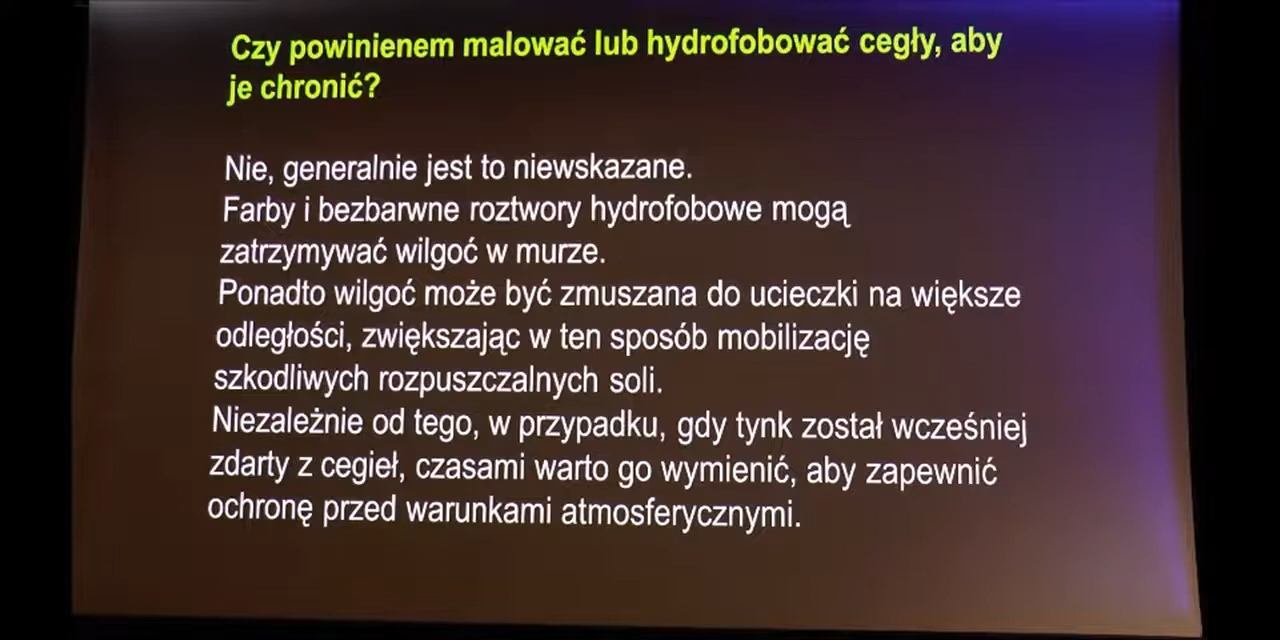 Czy powinienem malować lub hydrofobować cegły, aby
je chronić?
Nie, generalnie jest to niewskazane.
Farby i bezbarwne roztwory hydrofobowe mogą
zatrzymywać wilgoć w murze.
Ponadto wilgoć może być zmuszana do ucieczki na większe
odległości, zwiększając w ten sposób mobilizację
szkodliwych rozpuszczalnych soli.
Niezależnie od tego, w przypadku, gdy tynk został wcześniej
zdarty z cegieł, czasami warto go wymienić, aby zapewnić
ochronę przed warunkami atmosferycznymi.